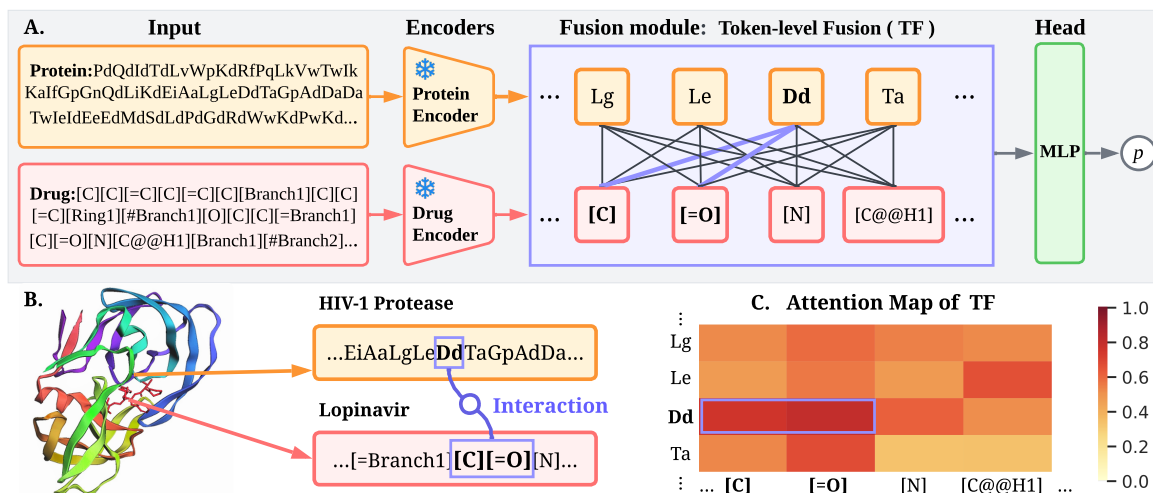 A.
Input
Encoders
Fusion module: Token-level Fusion ( TF )
Head
Protein:PdQdIdTdLvWpKdRfPqLkVwTwIk
KaIfGpGnQdLiKdEiAaLgLeDdTaGpAdDaDa
TwIeIdEeEdMdSdLdPdGdRdWwKdPwKd...
Protein
Encoder
... Lg Le Dd Ta ...
MLP
p
Drug:[C][C][=C][C][=C][C][Branch1][C][C]
[=C][Ring1][#Branch1][O][C][C][=Branch1]
[C][=O][N][C@@H1][Branch1][#Branch2]...
Drug
Encoder
... [C] [=O] [N] [C@@H1] ...
B.
HIV-1 Protease
...EiAaLgLeDdTaGpAdDa...
Interaction
Lopinavir
...[=Branch1][C][=O][N]...
C. Attention Map of TF
...
Lg
Le
Dd
Ta
...
... [C] [=O] [N] [C@@H1] ...
1.0
0.8
0.6
0.4
0.2
0.0